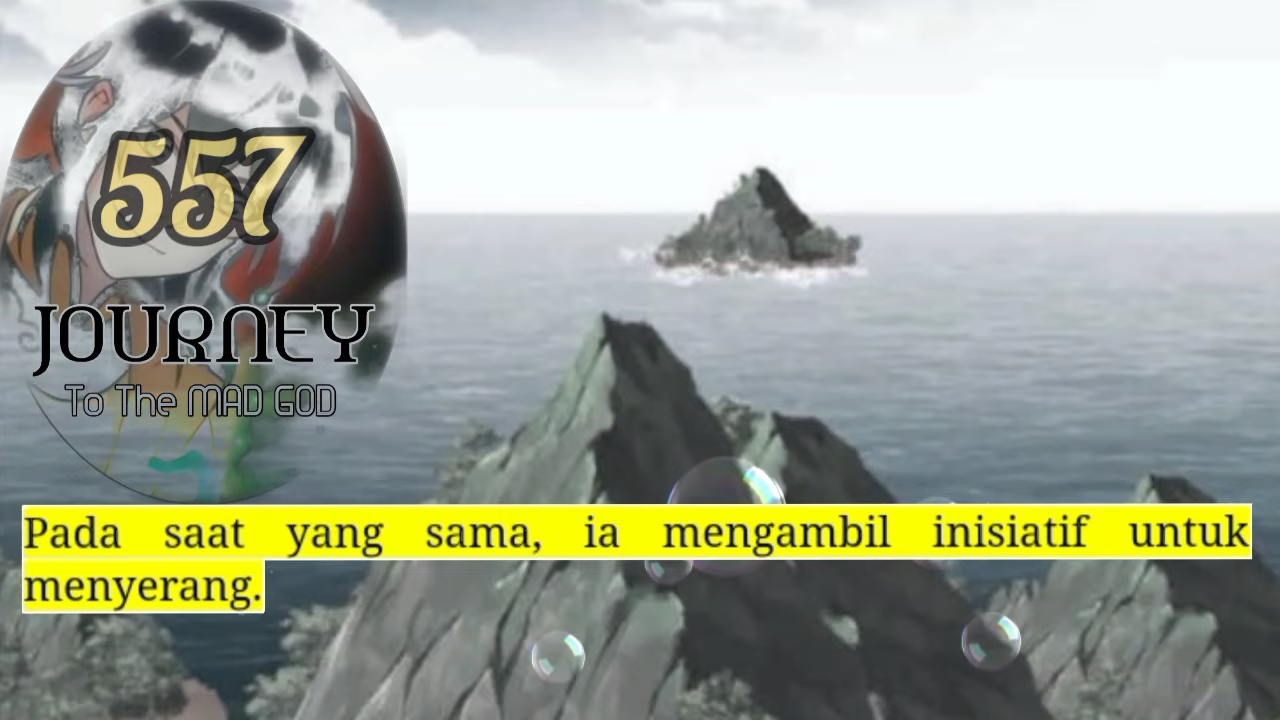 557
JOURNEY
To The MAD GOD
Pada saat yang sama, ia mengambil inisiatif untuk
menyerang.